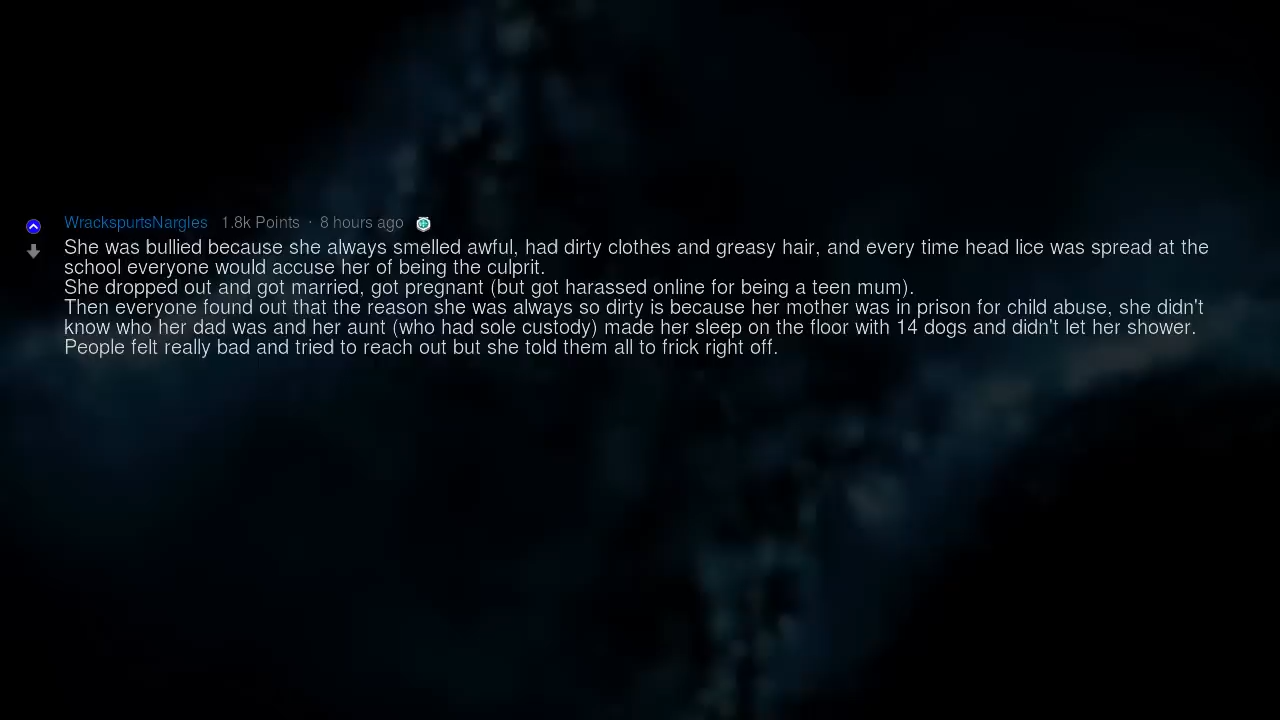 WrackspurtsNargles 1.8k Points · 8 hours ago
She was bullied because she always smelled awful, had dirty clothes and greasy hair, and every time head lice was spread at the
school everyone would accuse her of being the culprit.
She dropped out and got married, got pregnant (but got harassed online for being a teen mum).
Then everyone found out that the reason she was always so dirty is because her mother was in prison for child abuse, she didn't
know who her dad was and her aunt (who had sole custody) made her sleep on the floor with 14 dogs and didn't let her shower.
People felt really bad and tried to reach out but she told them all to frick right off.